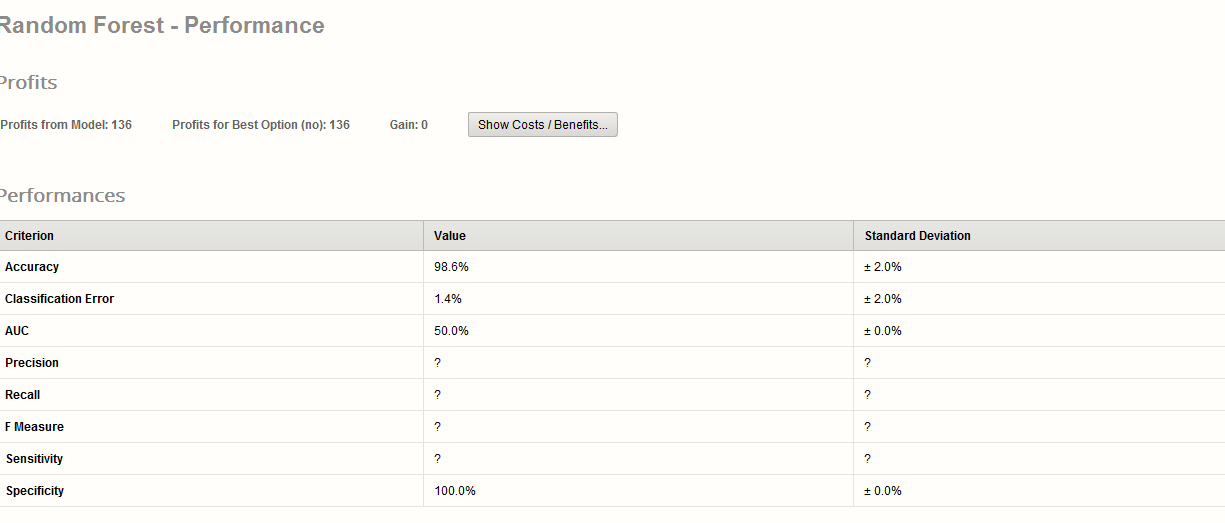 Random Forest - Performance
Profits
Profits from Model: 136 Profits for Best Option (no): 136 Gain: 0 Show Costs / Benefits...
Performances
Criterion Value Standard Deviation
Accuracy 98.6% ± 2.0%
Classification Error 1.4% ± 2.0%
AUC 50.0% ± 0.0%
Precision ? ?
Recall ? ?
F Measure ? ?
Sensitivity ? ?
Specificity 100.0% ± 0.0%